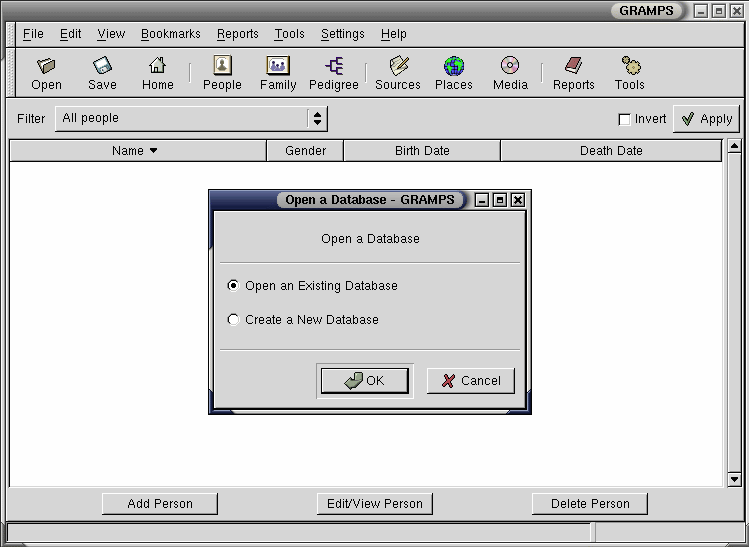 GRAMPS
File Edit View Bookmarks Reports Tools Settings Help
Open Save Home People Family Pedigree Sources Places Media Reports Tools
Filter All people Invert Apply
Name Gender Birth Date Death Date
Open a Database - GRAMPS
Open a Database
Open an Existing Database
Create a New Database
OK Cancel
Add Person Edit/View Person Delete Person